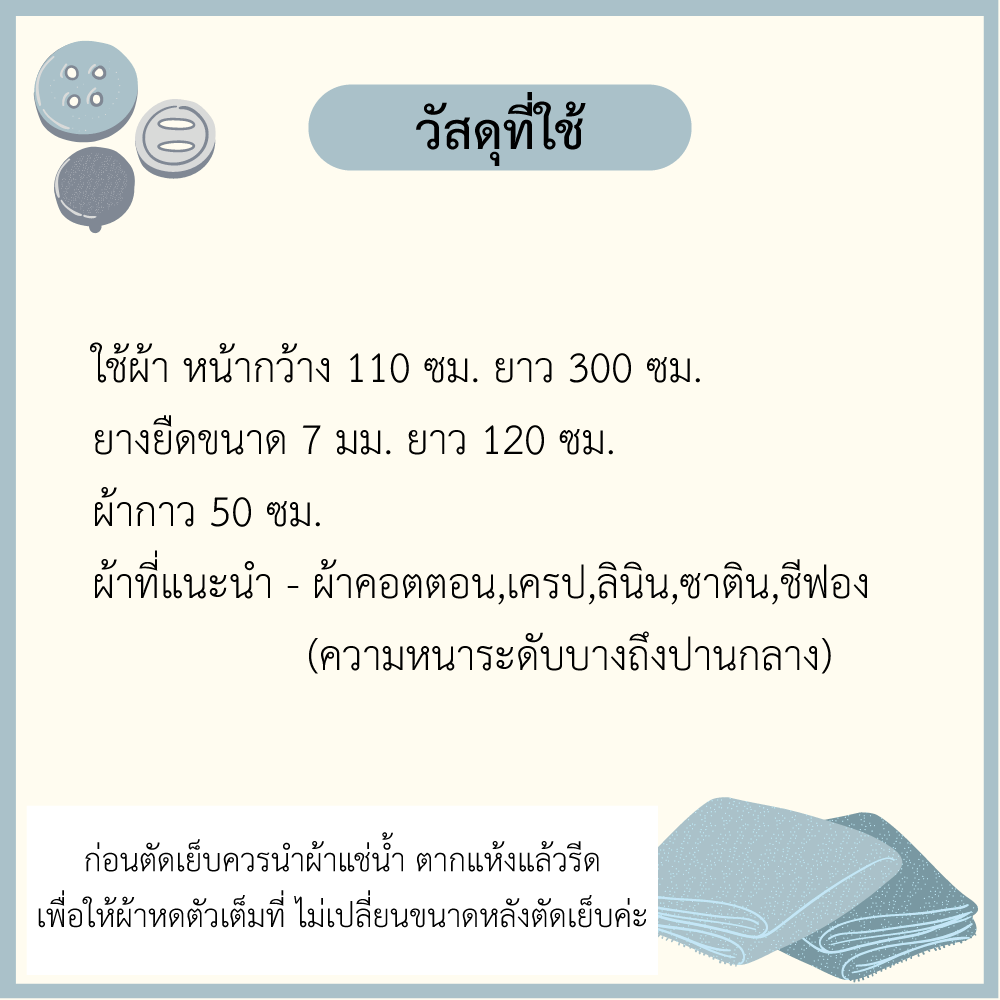 วัสดุที่ใช้
ใช้ผ้า หน้ากว้าง 110 ซม. ยาว 300 ซม.
ยางยืดขนาด 7 มม. ยาว 120 ซม.
ผ้ากาว 50 ซม.
ผ้าที่แนะนำ - ผ้าคอตตอน,เครป,ลินิน,ซาติน,ชีฟอง
(ความหนาระดับบางถึงปานกลาง)
ก่อนตัดเย็บควรนำผ้าแช่น้ำ ตากแห้งแล้วรีด
เพื่อให้ผ้าหดตัวเต็มที่ ไม่เปลี่ยนขนาดหลังตัดเย็บค่ะ